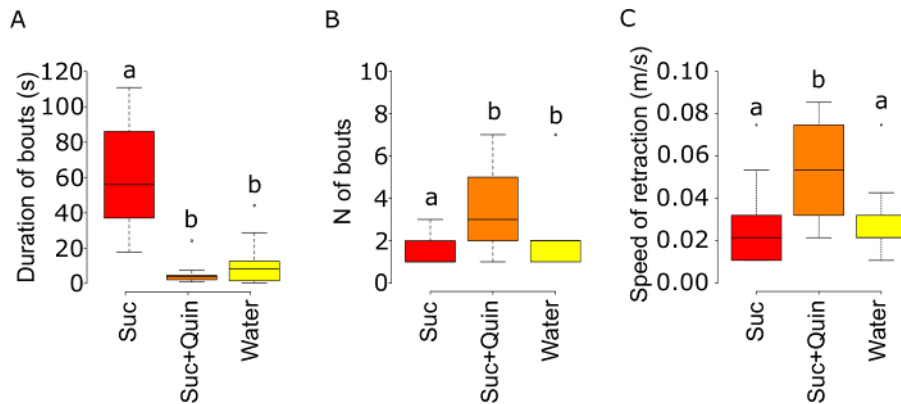 A
Duration of bouts (s)
120
100
80
60
40
20
0
a
b
b
Suc
Suc+Quin
Water
B
N of bouts
10
8
6
4
2
0
a
b
b
Suc
Suc+Quin
Water
C
Speed of retraction (m/s)
0.10
0.08
0.06
0.04
0.02
0.00
a
b
a
Suc
Suc+Quin
Water